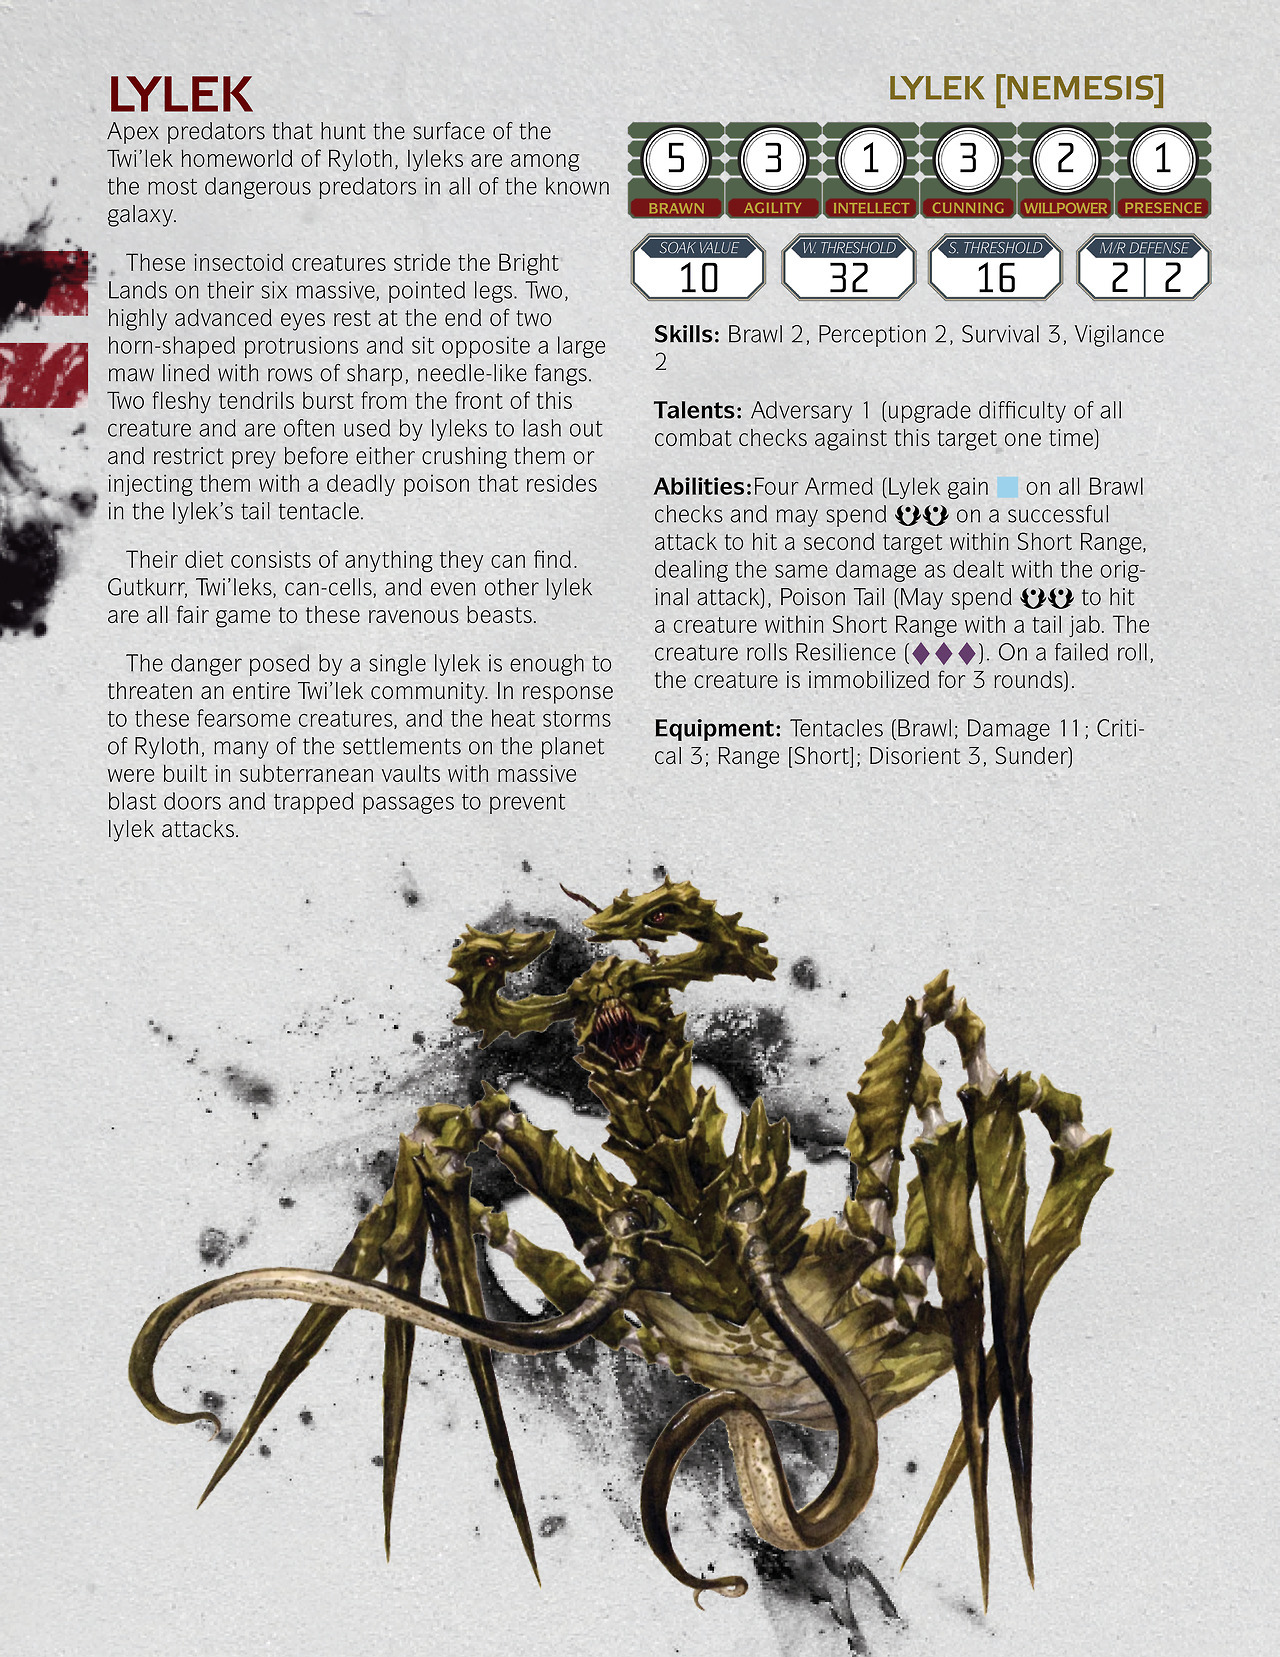 LYLEK
Apex predators that hunt the surface of the
Twi'lek homeworld of Ryloth, lyleks are among
the most dangerous predators in all of the known
galaxy.
These insectoid creatures stride the Bright
Lands on their six massive, pointed legs. Two,
highly advanced eyes rest at the end of two
horn-shaped protrusions and sit opposite a large
maw lined with rows of sharp, needle-like fangs.
Two fleshy tendrils burst from the front of this
creature and are often used by lyleks to lash out
and restrict prey before either crushing them or
injecting them with a deadly poison that resides
in the lylek's tail tentacle.
Their diet consists of anything they can find.
Gutkurr, Twi'leks, can-cells, and even other lylek
are all fair game to these ravenous beasts.
The danger posed by a single lylek is enough to
threaten an entire Twi'lek community. In response
to these fearsome creatures, and the heat storms
of Ryloth, many of the settlements on the planet
were built in subterranean vaults with massive
blast doors and trapped passages to prevent
lylek attacks.
LYLEK [NEMESIS]
5 3 1 3 2 1
BRAWN AGILITY INTELLECT CUNNING WILLPOWER PRESENCE
SOAK VALUE W. THRESHOLD S. THRESHOLD M/R DEFENSE
10 32 16 2 2
Skills: Brawl 2, Perception 2, Survival 3, Vigilance
2
Talents: Adversary 1 (upgrade difficulty of all
combat checks against this target one time)
Abilities:Four Armed (Lylek gain on all Brawl
checks and may spend on a successful
attack to hit a second target within Short Range,
dealing the same damage as dealt with the orig-
inal attack), Poison Tail (May spend to hit
a creature within Short Range with a tail jab. The
creature rolls Resilience (♦♦♦). On a failed roll,
the creature is immobilized for 3 rounds).
Equipment: Tentacles (Brawl; Damage 11; Criti-
cal 3; Range [Short]; Disorient 3, Sunder)